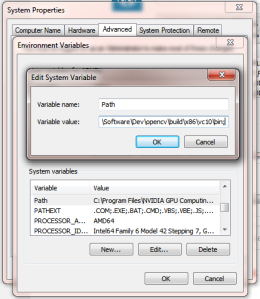 System Properties
Computer Name Hardware Advanced System Protection Remote
Environment Variables
Edit System Variable
Variable name: Path
Variable value: \Software\Dev\opencv\build\x86\vc10\bin;
OK Cancel
System variables
Variable Value
Path C:\Program Files\NVIDIA GPU Computin...
PATHEXT .COM;.EXE;.BAT;.CMD;.VBS;.VBE;.JS;....
PROCESSOR_A... AMD64
PROCESSOR_ID... Intel64 Family 6 Model 42 Stepping 7, G...
New... Edit... Delete
OK Cancel